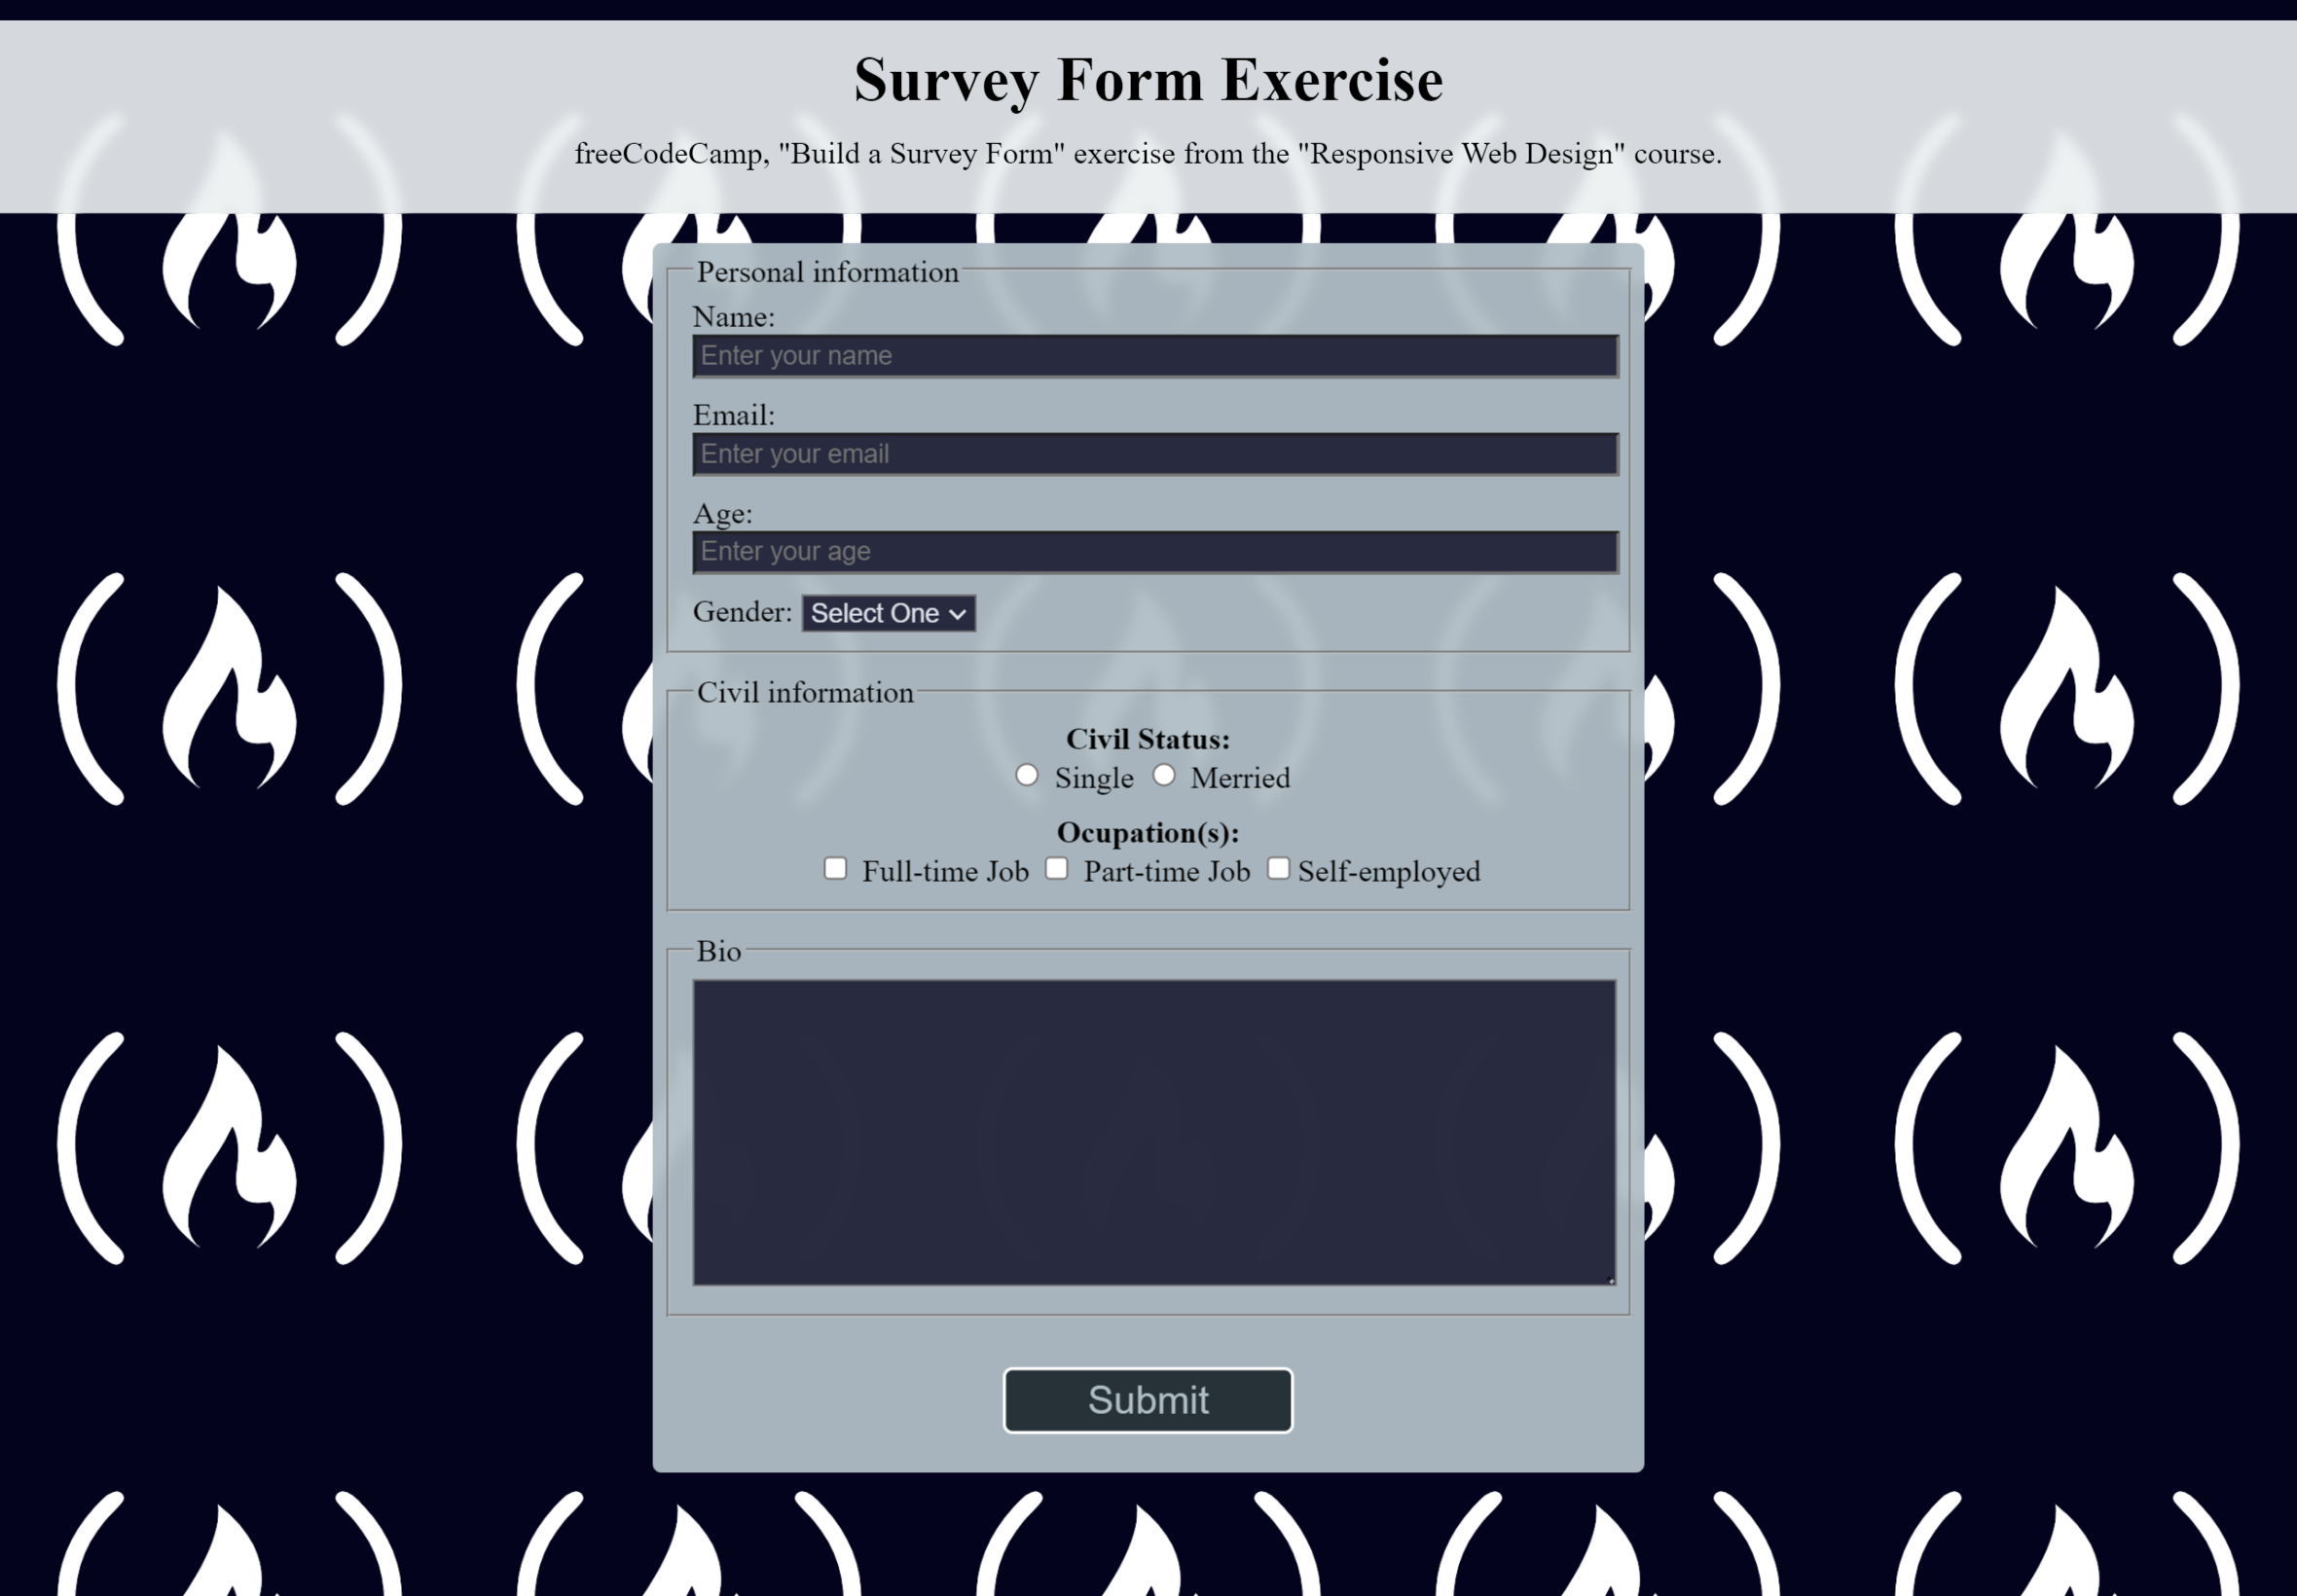 Survey Form Exercise
freeCodeCamp, "Build a Survey Form" exercise from the "Responsive Web Design" course.
Personal information
Name:
Enter your name
Email:
Enter your email
Age:
Enter your age
Gender: Select One
Civil information
Civil Status:
Single Merried
Ocupation(s):
Full-time Job Part-time Job Self-employed
Bio
Submit